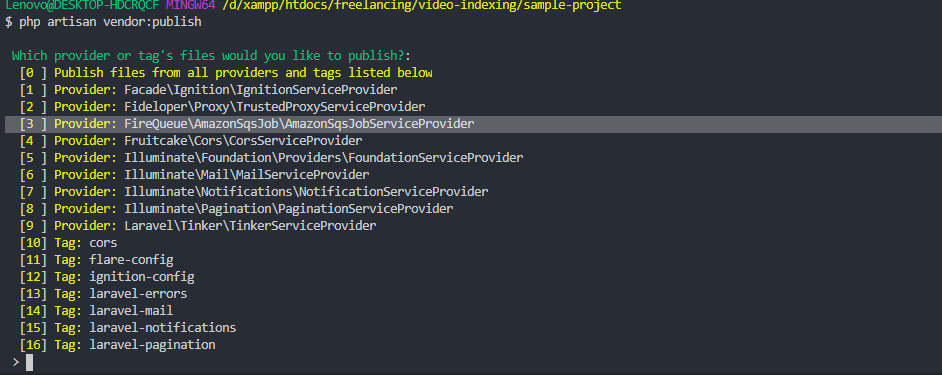 Lenovo@DESKTOP-HDCRQCF MINGW64 /d/xampp/htdocs/freelancing/video-indexing/sample-project
$ php artisan vendor:publish
Which provider or tag's files would you like to publish?:
[0 ] Publish files from all providers and tags listed below
[1 ] Provider: Facade\Ignition\IgnitionServiceProvider
[2 ] Provider: Fideloper\Proxy\TrustedProxyServiceProvider
[3 ] Provider: FireQueue\AmazonSqsJob\AmazonSqsJobServiceProvider
[4 ] Provider: Fruitcake\Cors\CorsServiceProvider
[5 ] Provider: Illuminate\Foundation\Providers\FoundationServiceProvider
[6 ] Provider: Illuminate\Mail\MailServiceProvider
[7 ] Provider: Illuminate\Notifications\NotificationServiceProvider
[8 ] Provider: Illuminate\Pagination\PaginationServiceProvider
[9 ] Provider: Laravel\Tinker\TinkerServiceProvider
[10] Tag: cors
[11] Tag: flare-config
[12] Tag: ignition-config
[13] Tag: laravel-errors
[14] Tag: laravel-mail
[15] Tag: laravel-notifications
[16] Tag: laravel-pagination
>